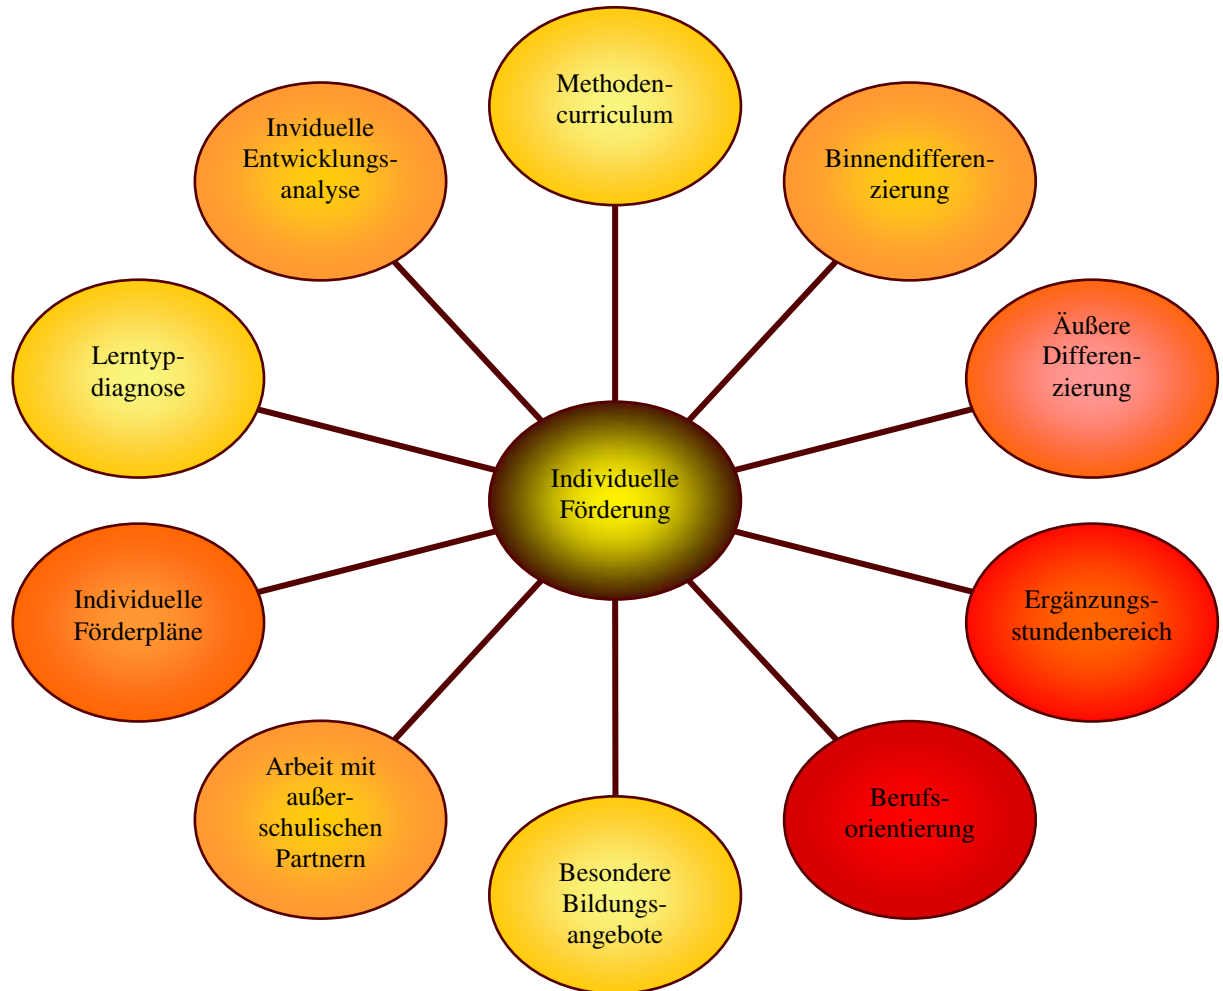 Methoden-
curriculum
Inviduelle
Entwicklungs-
analyse
Binnendifferen-
zierung
Äußere
Differen-
zierung
Lerntyp-
diagnose
Individuelle
Förderung
Individuelle
Förderpläne
Ergänzungs-
stundenbereich
Arbeit mit
außer-
schulischen
Partnern
Berufs-
orientierung
Besondere
Bildungs-
angebote